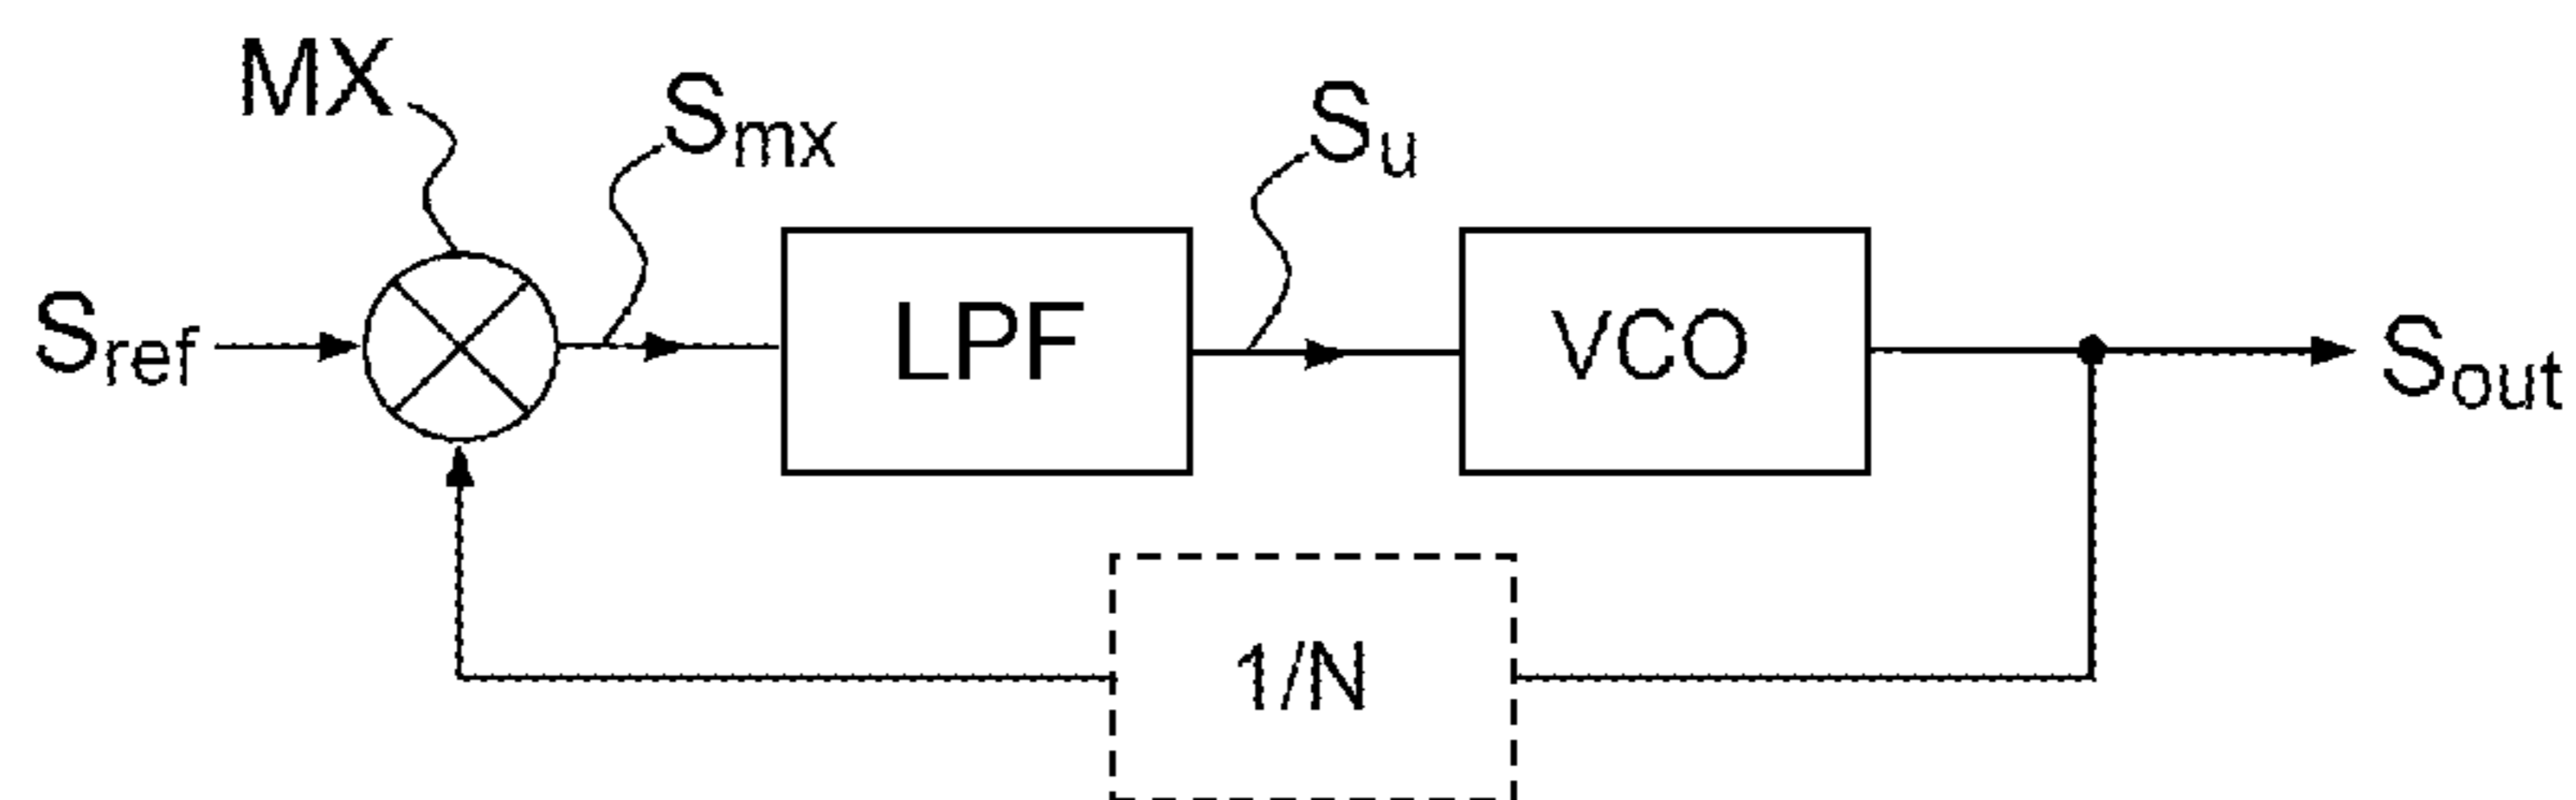 MX
Smx
Su
Sref
LPF
VCO
Sout
1/N